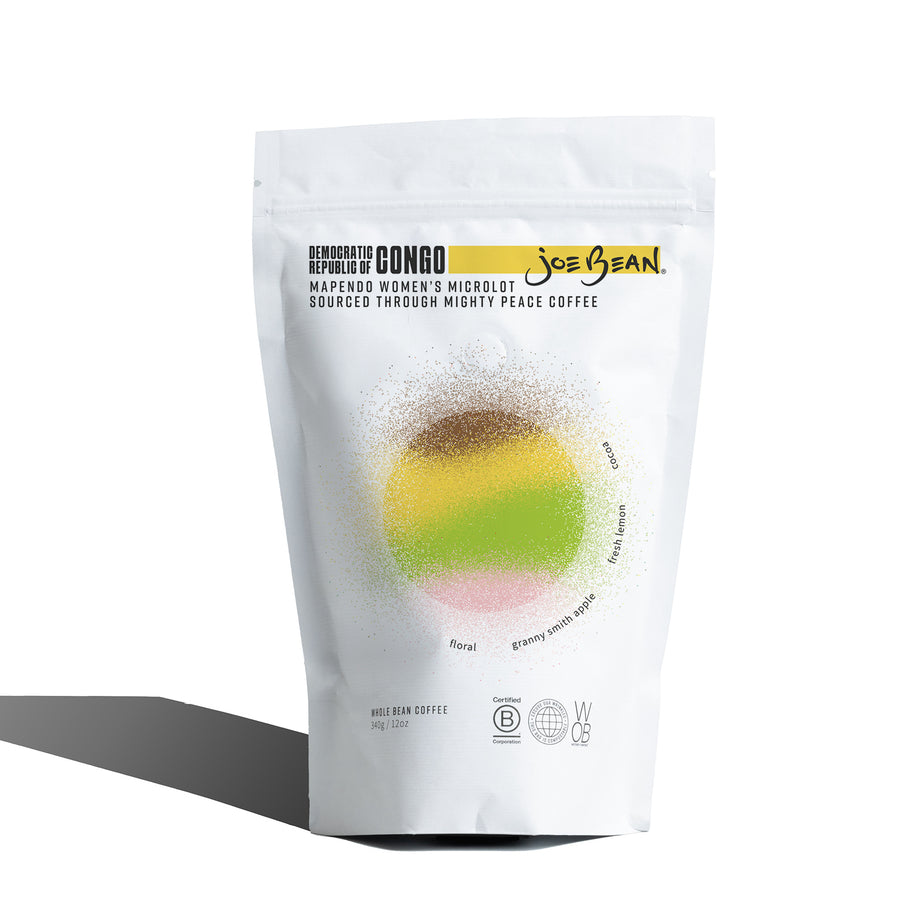 DEMOCRATIC
REPUBLIC OF CONGO
JOE BEAN®
MAPENDO WOMEN'S MICROLOT
SOURCED THROUGH MIGHTY PEACE COFFEE
cocoa
fresh lemon
granny smith apple
floral
WHOLE BEAN COFFEE
340g / 12oz
Certified
B
Corporation
W
OB